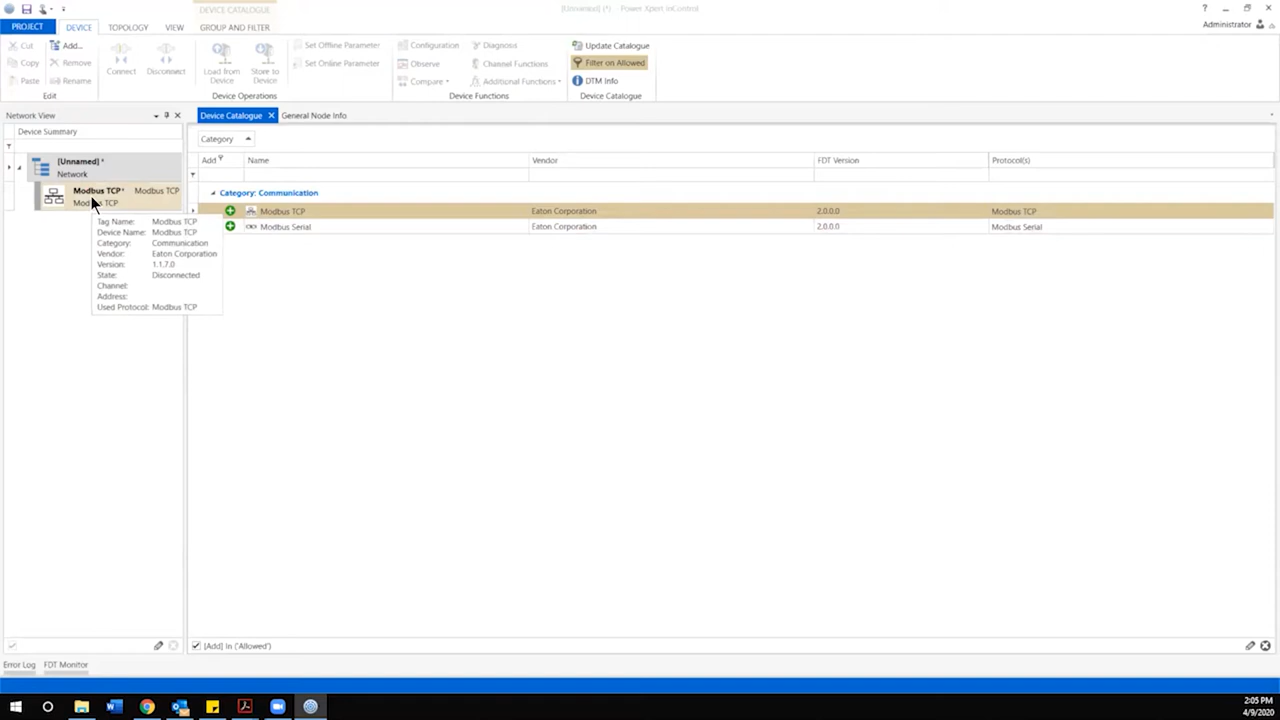 DEVICE CATALOGUE
[Unnamed] (*) - Power Xpert inControl
PROJECT DEVICE TOPOLOGY VIEW GROUP AND FILTER
Administrator
Cut Add...
Copy Remove
Paste Rename
Edit
Connect Disconnect Load from Device Store to Device
Device Operations
Set Offline Parameter
Set Online Parameter
Configuration Diagnosis
Observe Channel Functions
Compare Additional Functions
Device Functions
Update Catalogue
Filter on Allowed
DTM Info
Device Catalogue
Network View
Device Summary
[Unnamed] *
Network
Modbus TCP* Modbus TCP
Modbus TCP
Tag Name: Modbus TCP
Device Name: Modbus TCP
Category: Communication
Vendor: Eaton Corporation
Version: 1.1.7.0
State: Disconnected
Channel:
Address:
Used Protocol: Modbus TCP
Device Catalogue General Node Info
Category
Add Name Vendor FDT Version Protocol(s)
Category: Communication
Modbus TCP Eaton Corporation 2.0.0.0 Modbus TCP
Modbus Serial Eaton Corporation 2.0.0.0 Modbus Serial
[Add] In ('Allowed')
Error Log FDT Monitor
2:05 PM
4/9/2020